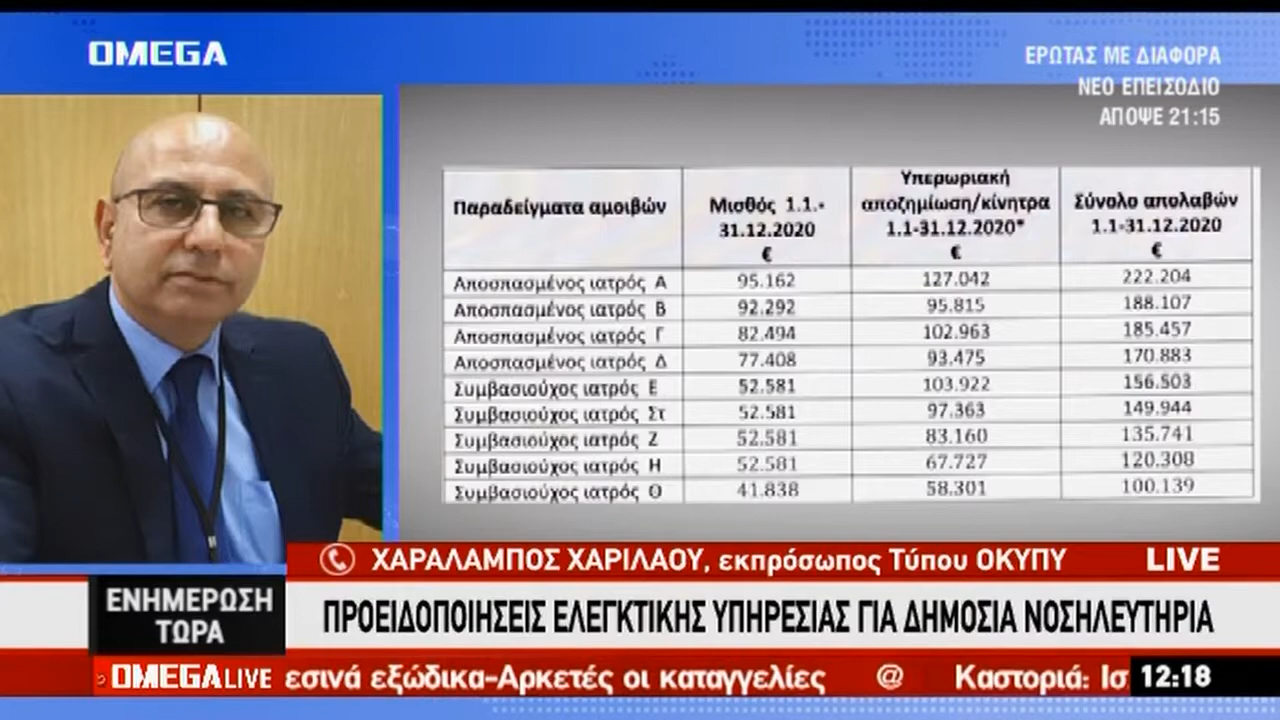 OMEGA
ΕΡΩΤΑΣ ΜΕ ΔΙΑΦΟΡΑ
ΝΕΟ ΕΠΕΙΣΟΔΙΟ
ΑΠΟΨΕ 21:15
Παραδείγματα αμοιβών
Μισθός 1.1.-
31.12.2020
€
Υπερωριακή
αποζημίωση/κίνητρα
1.1-31.12.2020*
€
Σύνολο απολαβών
1.1-31.12.2020
€
Αποσπασμένος ιατρός Α 95.162 127.042 222.204
Αποσπασμένος ιατρός Β 92.292 95.815 188.107
Αποσπασμένος ιατρός Γ 82.494 102.963 185.457
Αποσπασμένος ιατρός Δ 77.408 93.475 170.883
Συμβασιούχος ιατρός Ε 52.581 103.922 156.503
Συμβασιούχος ιατρός Στ 52.581 97.363 149.944
Συμβασιούχος ιατρός Ζ 52.581 83.160 135.741
Συμβασιούχος ιατρός Η 52.581 67.727 120.308
Συμβασιούχος ιατρός Θ 41.838 58.301 100.139
ΧΑΡΑΛΑΜΠΟΣ ΧΑΡΙΛΑΟΥ, εκπρόσωπος Τύπου ΟΚΥΠΥ LIVE
ΕΝΗΜΕΡΩΣΗ
ΤΩΡΑ
ΠΡΟΕΙΔΟΠΟΙΗΣΕΙΣ ΕΛΕΓΚΤΙΚΗΣ ΥΠΗΡΕΣΙΑΣ ΓΙΑ ΔΗΜΟΣΙΑ ΝΟΣΗΛΕΥΤΗΡΙΑ
OMEGA LIVE εσινά εξώδικα-Αρκετές οι καταγγελίες @ Καστοριά: Ισ 12:18